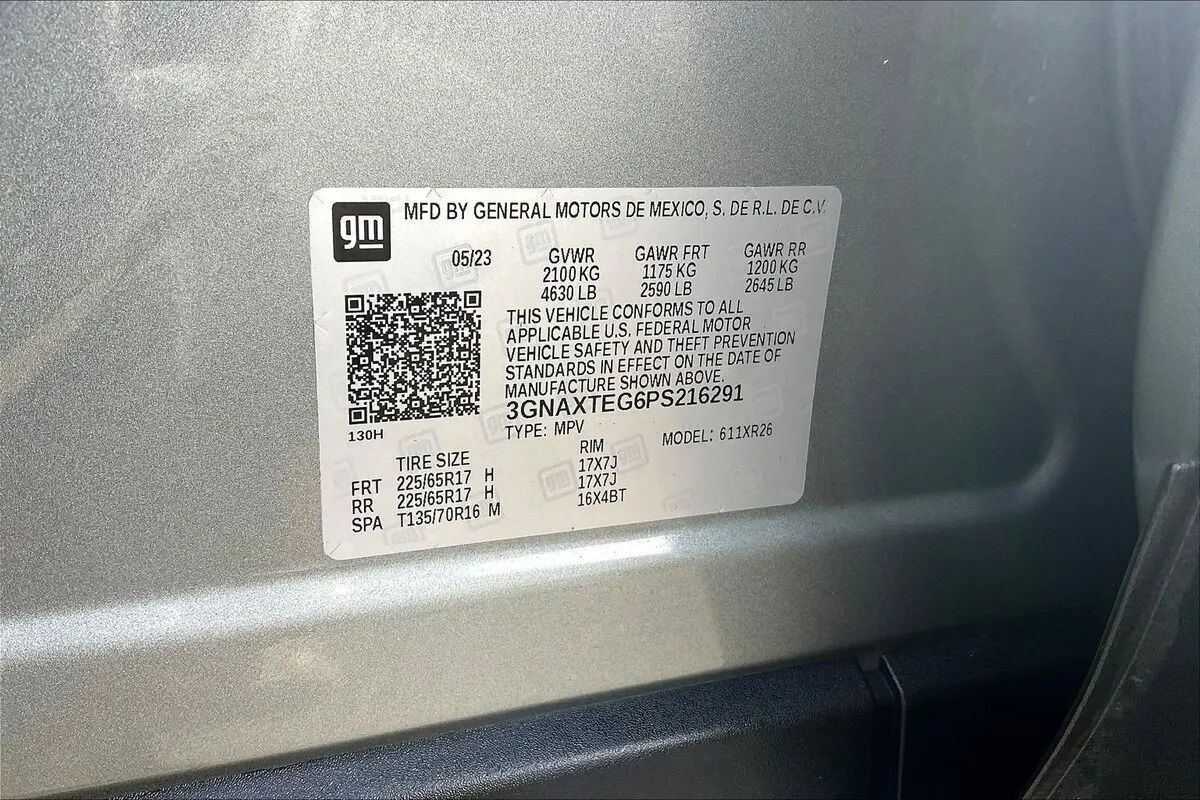 gm MFD BY GENERAL MOTORS DE MEXICO, S. DE R.L. DE C.V.
05/23 GVWR GAWR FRT GAWR RR
2100 KG 1175 KG 1200 KG
4630 LB 2590 LB 2645 LB
THIS VEHICLE CONFORMS TO ALL
APPLICABLE U.S. FEDERAL MOTOR
VEHICLE SAFETY AND THEFT PREVENTION
STANDARDS IN EFFECT ON THE DATE OF
MANUFACTURE SHOWN ABOVE.
3GNAXTEG6PS216291
130H
TYPE: MPV MODEL: 611XR26
TIRE SIZE RIM
FRT 225/65R17 H 17X7J
RR 225/65R17 H 17X7J
SPA T135/70R16 M 16X4BT